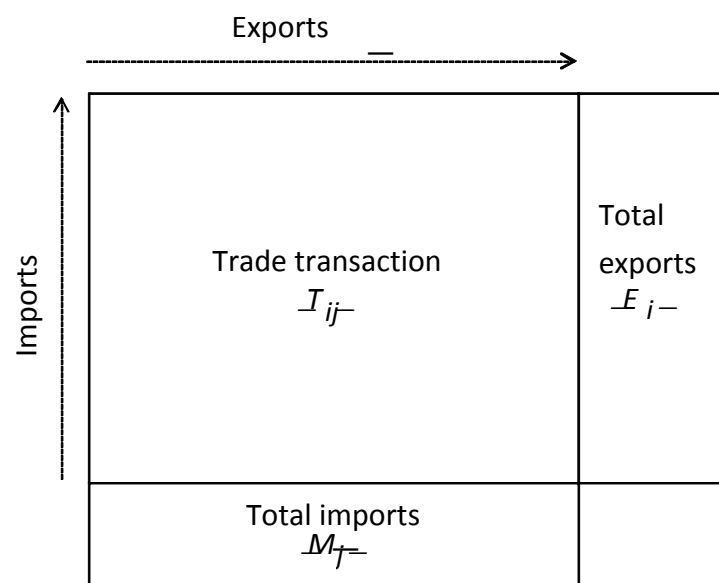 Exports
Imports
Trade transaction
T ij
Total
exports
E i
Total imports
M j